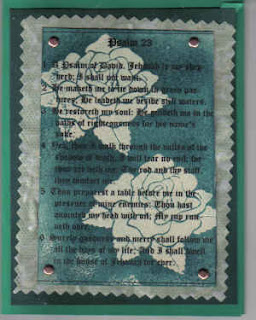 Psalm 23
1 A Psalm of David. Jehovah is my shep
herd; I shall not want.
2 He maketh me to lie down in green pas
tures; He leadeth me beside still waters.
3 He restoreth my soul: He guideth me in the
paths of righteousness for his name's
sake.
4 Yea, though I walk through the valley of the
shadow of death, I will fear no evil; for
thou art with me; Thy rod and thy staff,
they comfort me.
5 Thou preparest a table before me in the
presence of mine enemies: Thou hast
anointed my head with oil; My cup run
neth over.
6 Surely goodness and mercy shall follow me
all the days of my life; And I shall dwell
in the house of Jehovah for ever.